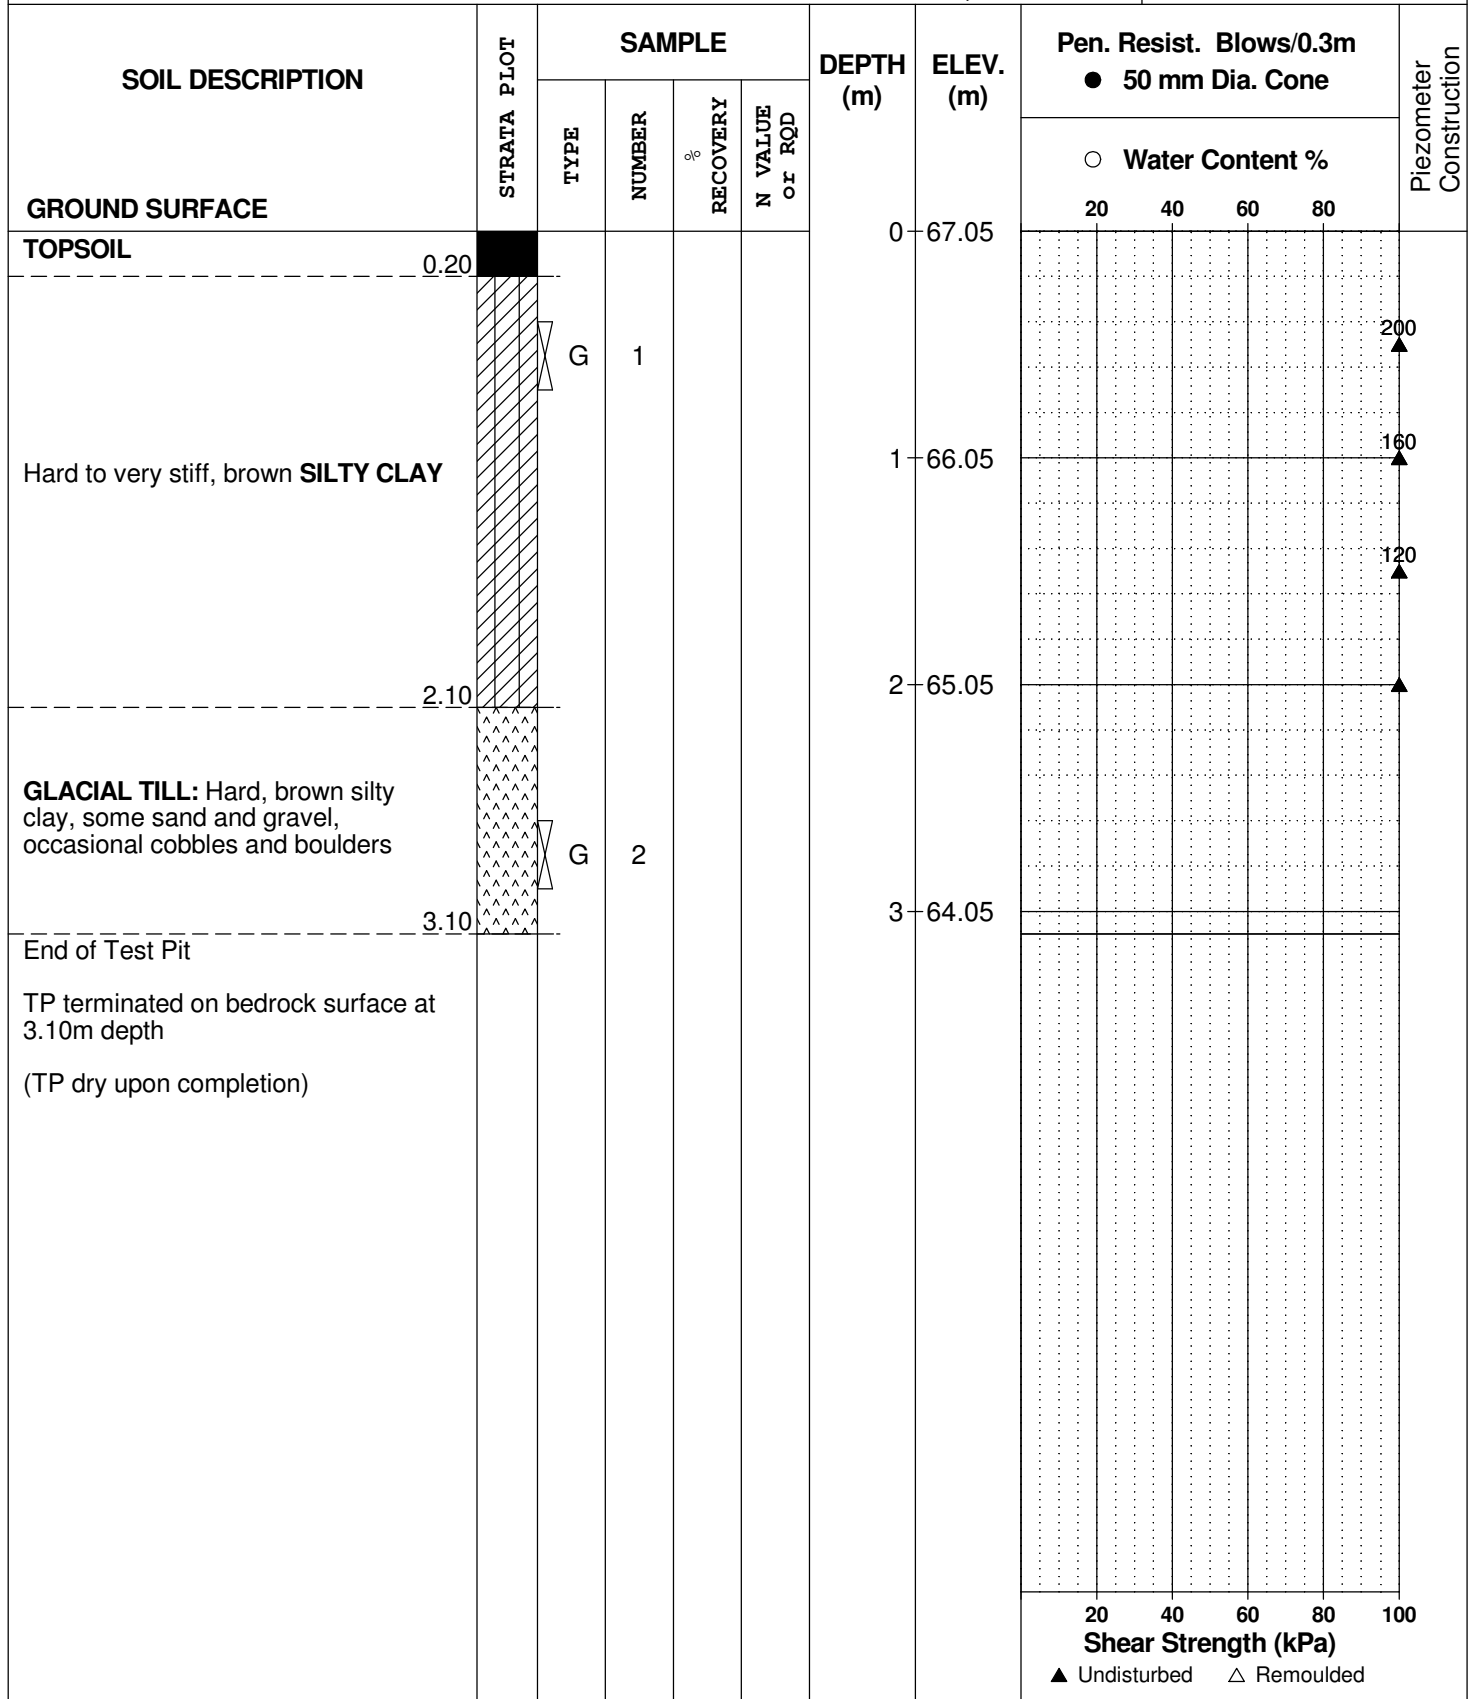 SOIL DESCRIPTION
GROUND SURFACE
STRATA PLOT
SAMPLE
TYPE
NUMBER
%
RECOVERY
N VALUE
or RQD
DEPTH
(m)
ELEV.
(m)
Pen. Resist. Blows/0.3m
● 50 mm Dia. Cone
○ Water Content %
20 40 60 80
Piezometer
Construction
TOPSOIL
0.20
0 67.05
200
G 1
160
1 66.05
Hard to very stiff, brown SILTY CLAY
120
2 65.05
2.10
GLACIAL TILL: Hard, brown silty
clay, some sand and gravel,
occasional cobbles and boulders
G 2
3 64.05
3.10
End of Test Pit
TP terminated on bedrock surface at
3.10m depth
(TP dry upon completion)
20 40 60 80 100
Shear Strength (kPa)
▲ Undisturbed △ Remoulded